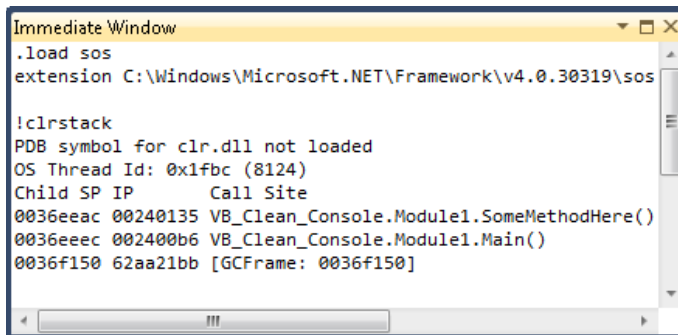 Immediate Window
.load sos
extension C:\Windows\Microsoft.NET\Framework\v4.0.30319\sos
!clrstack
PDB symbol for clr.dll not loaded
OS Thread Id: 0x1fbc (8124)
Child SP IP       Call Site
0036eeac 00240135 VB_Clean_Console.Module1.SomeMethodHere()
0036eeec 002400b6 VB_Clean_Console.Module1.Main()
0036f150 62aa21bb [GCFrame: 0036f150]